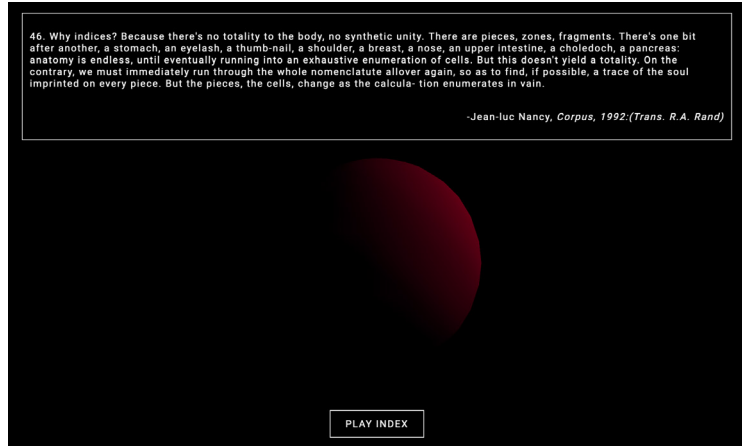 46. Why indices? Because there's no totality to the body, no synthetic unity. There are pieces, zones, fragments. There's one bit
after another, a stomach, an eyelash, a thumb-nail, a shoulder, a breast, a nose, an upper intestine, a choledoch, a pancreas:
anatomy is endless, until eventually running into an exhaustive enumeration of cells. But this doesn't yield a totality. On the
contrary, we must immediately run through the whole nomenclatute allover again, so as to find, if possible, a trace of the soul
imprinted on every piece. But the pieces, the cells, change as the calcula- tion enumerates in vain.
-Jean-luc Nancy, Corpus, 1992:(Trans. R.A. Rand)
PLAY INDEX